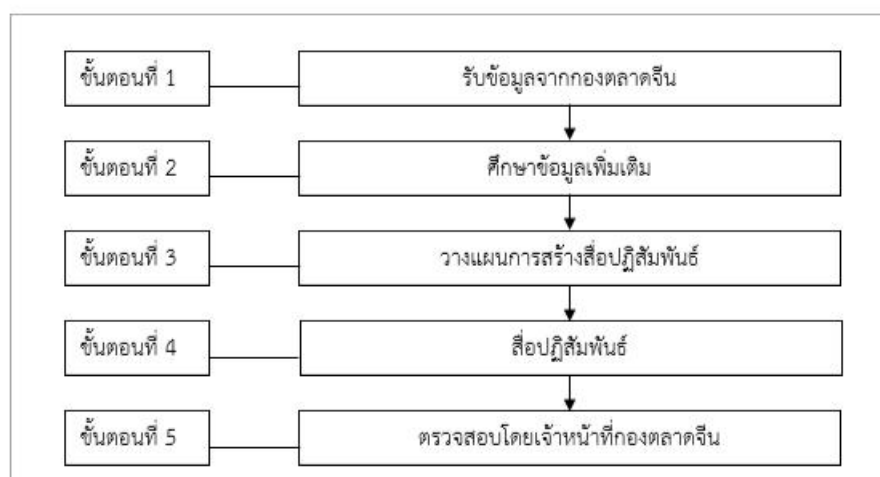 ขั้นตอนที่ 1 รับข้อมูลจากกองตลาดจีน
ขั้นตอนที่ 2 ศึกษาข้อมูลเพิ่มเติม
ขั้นตอนที่ 3 วางแผนการสร้างสื่อปฏิสัมพันธ์
ขั้นตอนที่ 4 สื่อปฏิสัมพันธ์
ขั้นตอนที่ 5 ตรวจสอบโดยเจ้าหน้าที่กองตลาดจีน